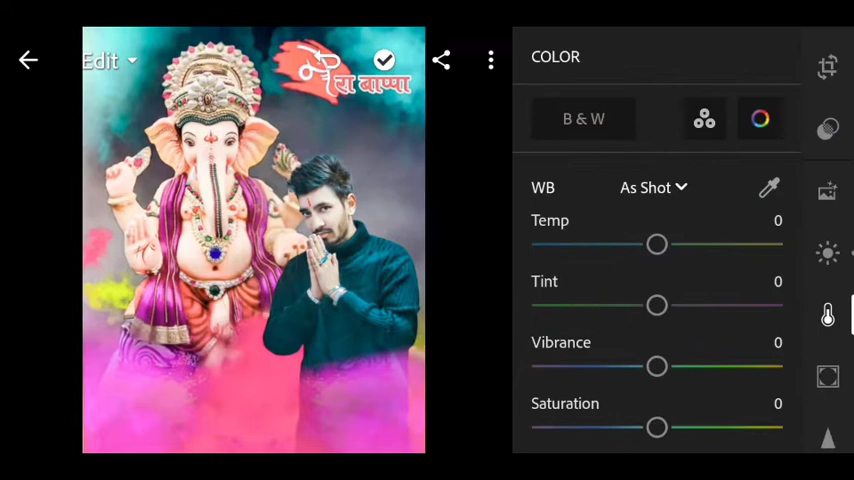 Edit
रा बाप्पा
COLOR
B & W
WB As Shot
Temp 0
Tint 0
Vibrance 0
Saturation 0